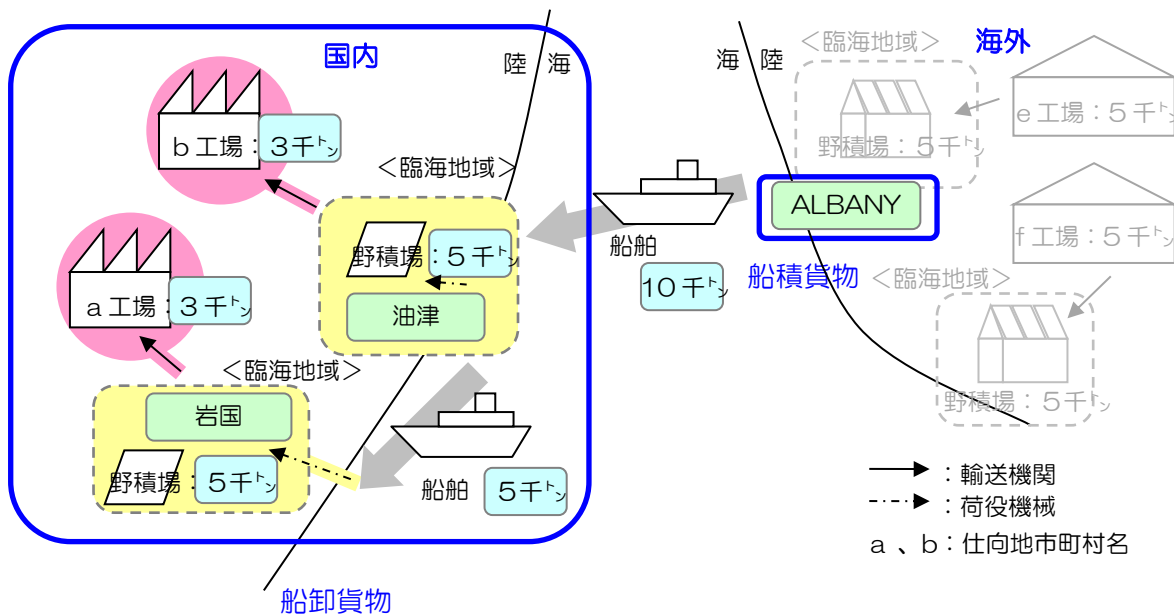 国内
陸 海
b工場：3千㌧
＜臨海地域＞
野積場：5千㌧
油津
a工場：3千㌧
＜臨海地域＞
岩国
野積場：5千㌧
船舶 5千㌧
船卸貨物
船舶
10千㌧
海 陸
海外
＜臨海地域＞
野積場：5千㌧
e工場：5千㌧
ALBANY
船積貨物
f工場：5千㌧
＜臨海地域＞
野積場：5千㌧
：輸送機関
：荷役機械
a、b：仕向地市町村名